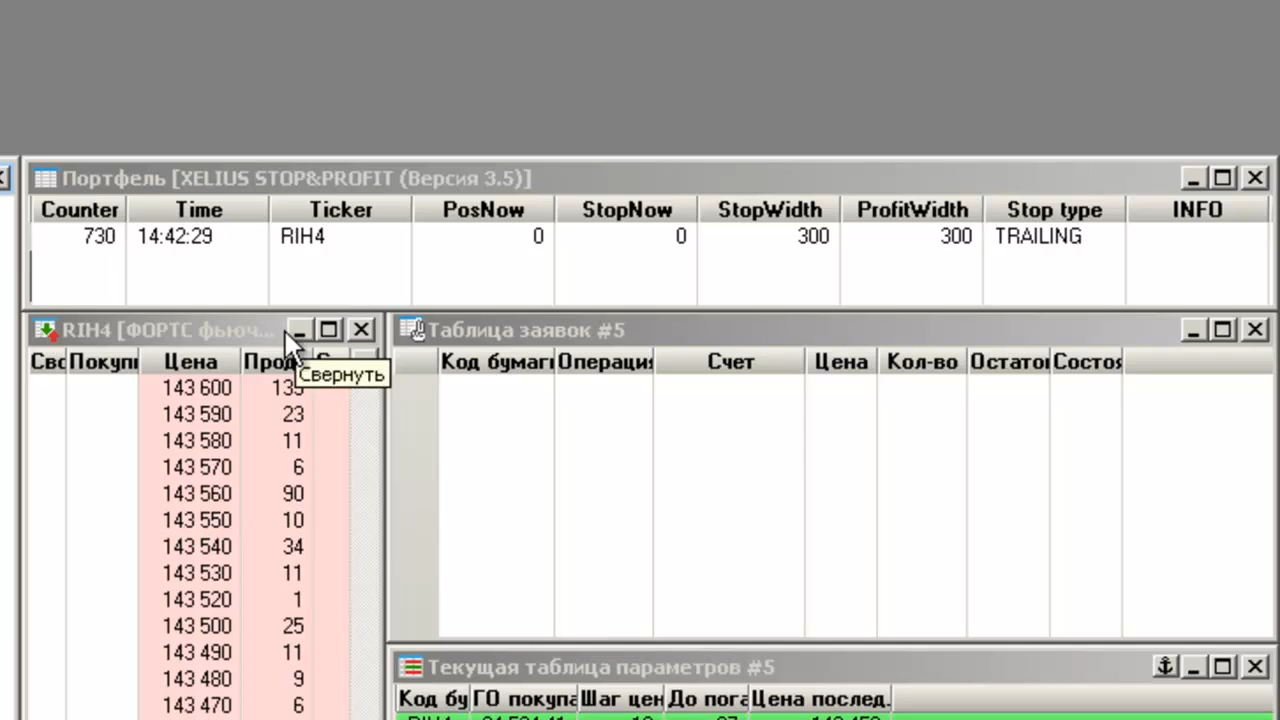 Портфель [XELIUS STOP&PROFIT (Версия 3.5)]
Counter Time Ticker PosNow StopNow StopWidth ProfitWidth Stop type INFO
730 14:42:29 RIH4 0 0 300 300 TRAILING
RIH4 [ФОРТС фьюч...
Таблица заявок #5
Сво Покупк Цена Прод
Код бумаг Операция Счет Цена Кол-во Остато Состоя
Свернуть
143 600 135
143 590 23
143 580 11
143 570 6
143 560 90
143 550 10
143 540 34
143 530 11
143 520 1
143 500 25
143 490 11
143 480 9
143 470 6
Текущая таблица параметров #5
Код бу ГО покупа Шаг цен До пога Цена послед.